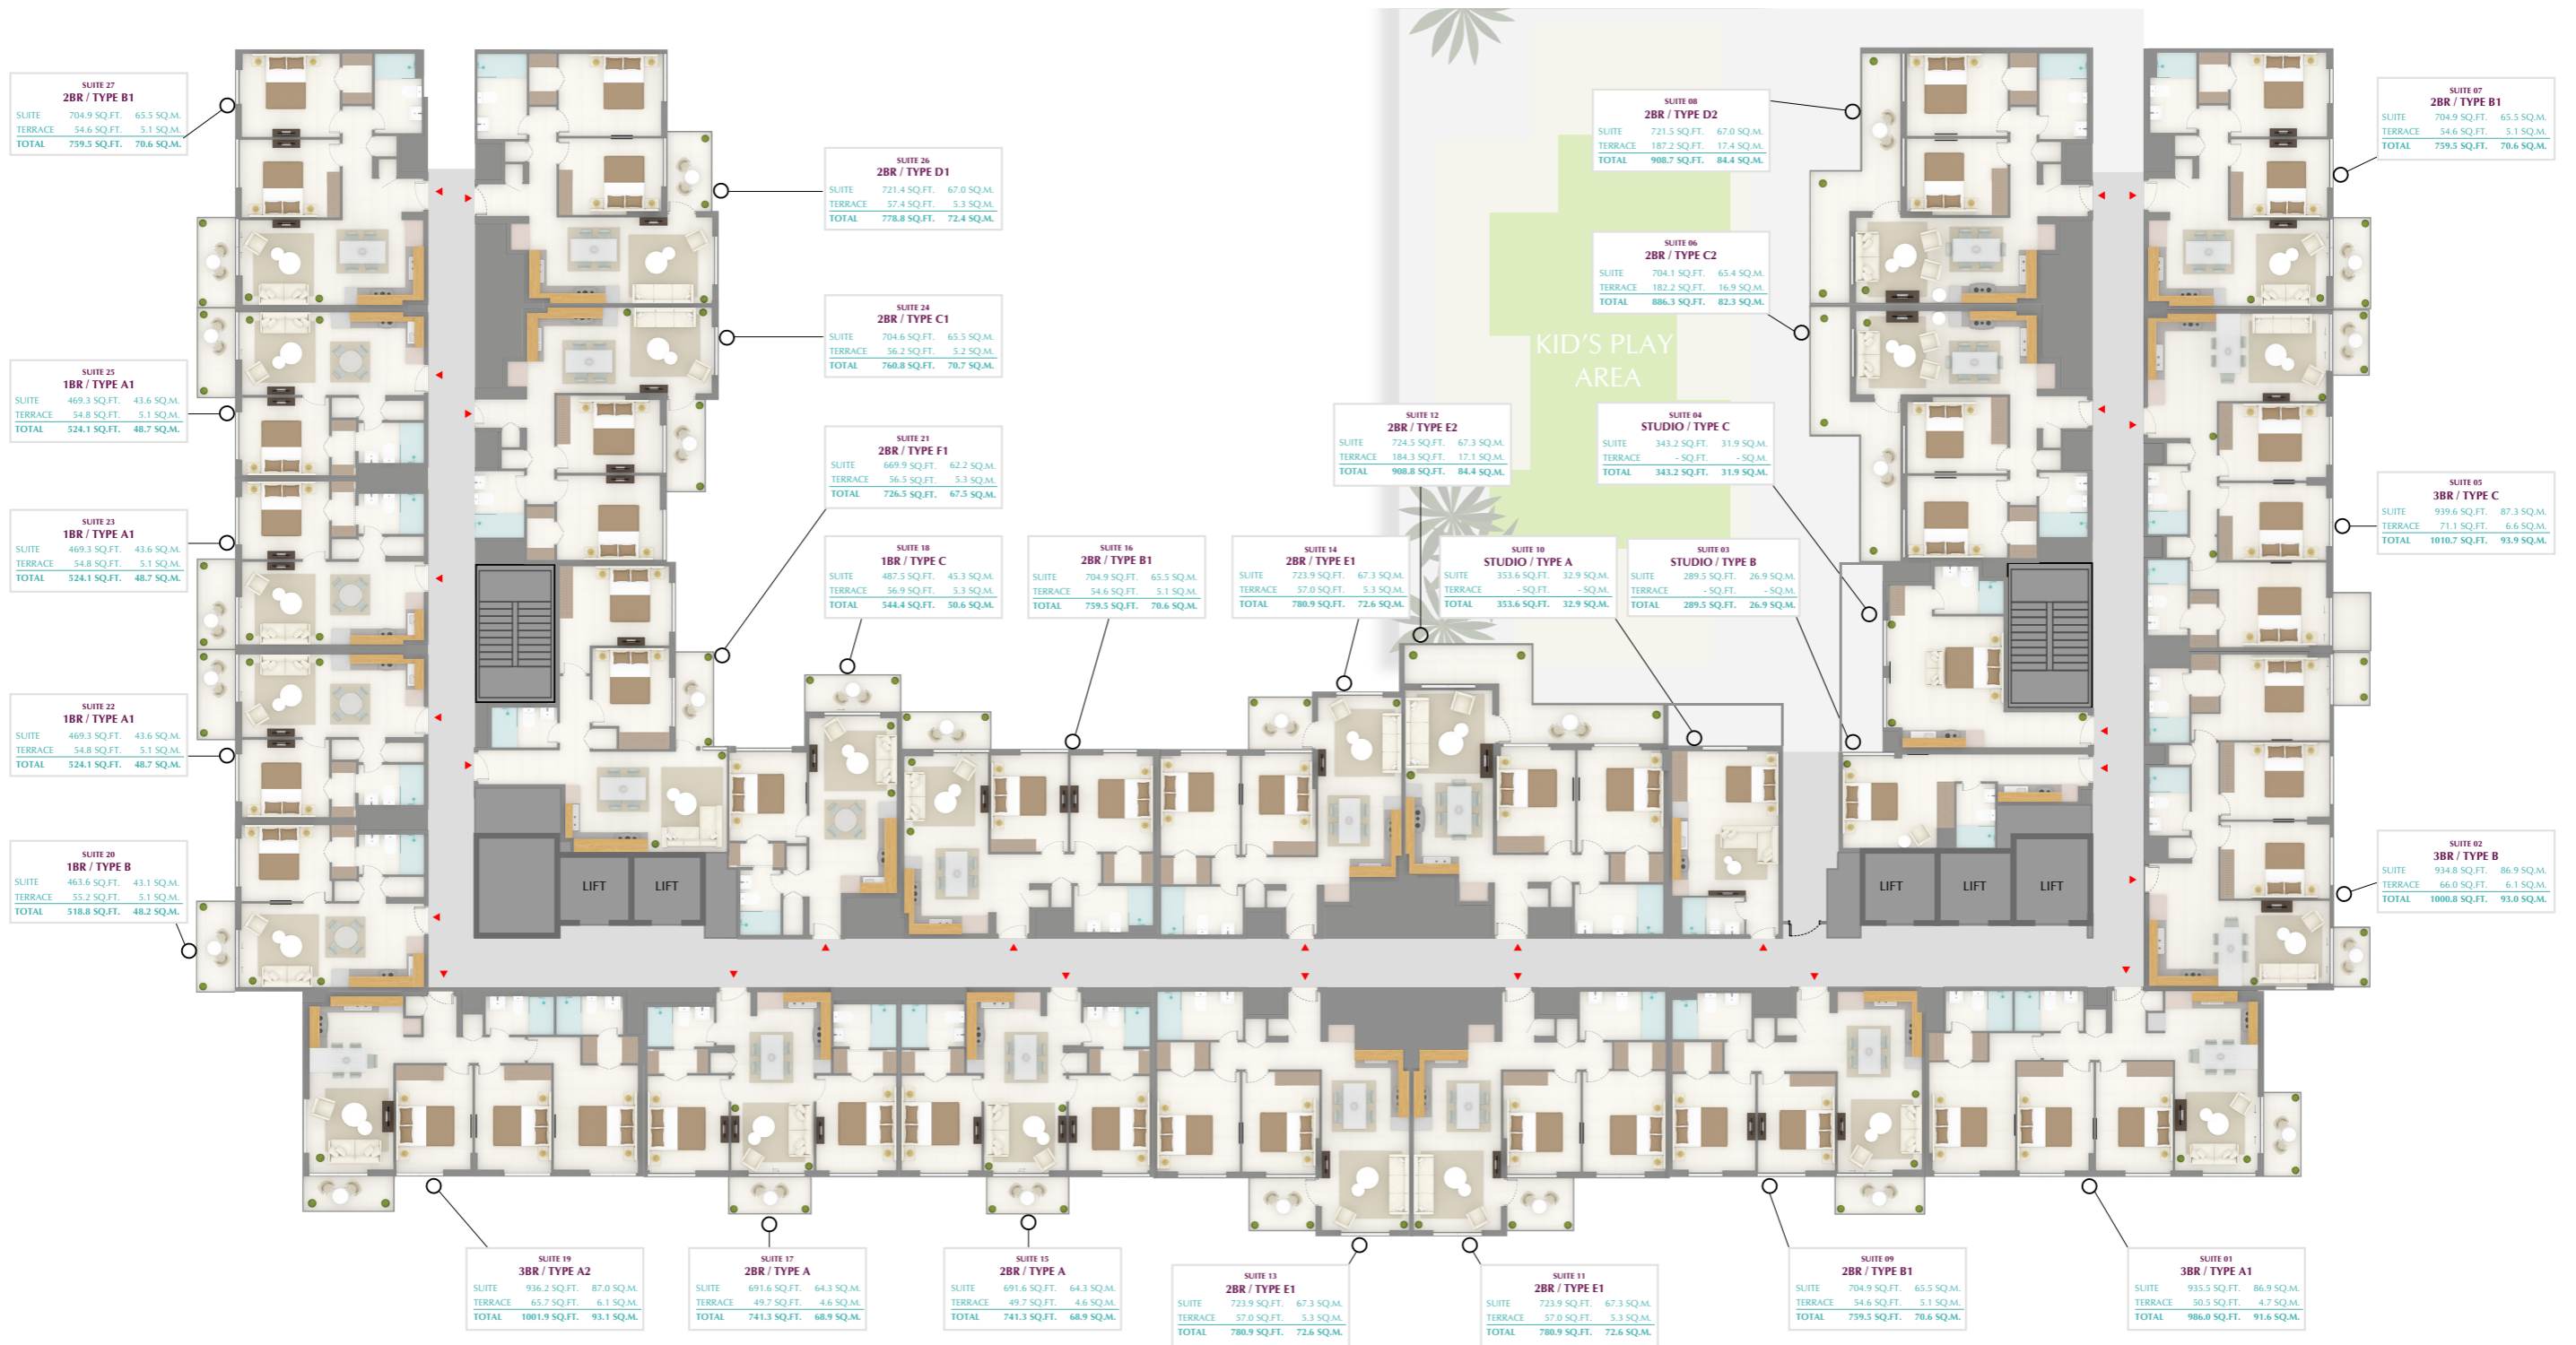 SUITE 27
2BR / TYPE B1
SUITE 704.9 SQ.FT. 65.5 SQ.M.
TERRACE 54.6 SQ.FT. 5.1 SQ.M.
TOTAL 759.5 SQ.FT. 70.6 SQ.M.
SUITE 25
1BR / TYPE A1
SUITE 469.3 SQ.FT. 43.6 SQ.M.
TERRACE 54.8 SQ.FT. 5.1 SQ.M.
TOTAL 524.1 SQ.FT. 48.7 SQ.M.
SUITE 23
1BR / TYPE A1
SUITE 469.3 SQ.FT. 43.6 SQ.M.
TERRACE 54.8 SQ.FT. 5.1 SQ.M.
TOTAL 524.1 SQ.FT. 48.7 SQ.M.
SUITE 22
1BR / TYPE A1
SUITE 469.3 SQ.FT. 43.6 SQ.M.
TERRACE 54.8 SQ.FT. 5.1 SQ.M.
TOTAL 524.1 SQ.FT. 48.7 SQ.M.
SUITE 20
1BR / TYPE B
SUITE 463.6 SQ.FT. 43.1 SQ.M.
TERRACE 55.2 SQ.FT. 5.1 SQ.M.
TOTAL 518.8 SQ.FT. 48.2 SQ.M.
SUITE 26
2BR / TYPE D1
SUITE 721.4 SQ.FT. 67.0 SQ.M.
TERRACE 57.4 SQ.FT. 5.3 SQ.M.
TOTAL 778.8 SQ.FT. 72.4 SQ.M.
SUITE 24
2BR / TYPE C1
SUITE 704.6 SQ.FT. 65.5 SQ.M.
TERRACE 56.2 SQ.FT. 5.2 SQ.M.
TOTAL 760.8 SQ.FT. 70.7 SQ.M.
SUITE 21
2BR / TYPE F1
SUITE 669.9 SQ.FT. 62.2 SQ.M.
TERRACE 56.5 SQ.FT. 5.3 SQ.M.
TOTAL 726.5 SQ.FT. 67.5 SQ.M.
SUITE 18
1BR / TYPE C
SUITE 487.5 SQ.FT. 45.3 SQ.M.
TERRACE 56.9 SQ.FT. 5.3 SQ.M.
TOTAL 544.4 SQ.FT. 50.6 SQ.M.
SUITE 16
2BR / TYPE B1
SUITE 704.9 SQ.FT. 65.5 SQ.M.
TERRACE 54.6 SQ.FT. 5.1 SQ.M.
TOTAL 759.5 SQ.FT. 70.6 SQ.M.
SUITE 14
2BR / TYPE E1
SUITE 723.9 SQ.FT. 67.3 SQ.M.
TERRACE 57.0 SQ.FT. 5.3 SQ.M.
TOTAL 780.9 SQ.FT. 72.6 SQ.M.
SUITE 12
2BR / TYPE E2
SUITE 724.5 SQ.FT. 67.3 SQ.M.
TERRACE 184.3 SQ.FT. 17.1 SQ.M.
TOTAL 908.8 SQ.FT. 84.4 SQ.M.
SUITE 10
STUDIO / TYPE A
SUITE 353.6 SQ.FT. 32.9 SQ.M.
TERRACE - SQ.FT. - SQ.M.
TOTAL 353.6 SQ.FT. 32.9 SQ.M.
SUITE 08
2BR / TYPE D2
SUITE 721.5 SQ.FT. 67.0 SQ.M.
TERRACE 187.2 SQ.FT. 17.4 SQ.M.
TOTAL 908.7 SQ.FT. 84.4 SQ.M.
SUITE 06
2BR / TYPE C2
SUITE 704.1 SQ.FT. 65.4 SQ.M.
TERRACE 182.2 SQ.FT. 16.9 SQ.M.
TOTAL 886.3 SQ.FT. 82.3 SQ.M.
KID'S PLAY
AREA
SUITE 04
STUDIO / TYPE C
SUITE 343.2 SQ.FT. 31.9 SQ.M.
TERRACE - SQ.FT. - SQ.M.
TOTAL 343.2 SQ.FT. 31.9 SQ.M.
SUITE 03
STUDIO / TYPE B
SUITE 289.5 SQ.FT. 26.9 SQ.M.
TERRACE - SQ.FT. - SQ.M.
TOTAL 289.5 SQ.FT. 26.9 SQ.M.
SUITE 07
2BR / TYPE B1
SUITE 704.9 SQ.FT. 65.5 SQ.M.
TERRACE 54.6 SQ.FT. 5.1 SQ.M.
TOTAL 759.5 SQ.FT. 70.6 SQ.M.
SUITE 05
3BR / TYPE C
SUITE 939.6 SQ.FT. 87.3 SQ.M.
TERRACE 71.1 SQ.FT. 6.6 SQ.M.
TOTAL 1010.7 SQ.FT. 93.9 SQ.M.
SUITE 02
3BR / TYPE B
SUITE 934.8 SQ.FT. 86.9 SQ.M.
TERRACE 66.0 SQ.FT. 6.1 SQ.M.
TOTAL 1000.8 SQ.FT. 93.0 SQ.M.
LIFT
LIFT
LIFT
LIFT
LIFT
SUITE 19
3BR / TYPE A2
SUITE 936.2 SQ.FT. 87.0 SQ.M.
TERRACE 65.7 SQ.FT. 6.1 SQ.M.
TOTAL 1001.9 SQ.FT. 93.1 SQ.M.
SUITE 17
2BR / TYPE A
SUITE 691.6 SQ.FT. 64.3 SQ.M.
TERRACE 49.7 SQ.FT. 4.6 SQ.M.
TOTAL 741.3 SQ.FT. 68.9 SQ.M.
SUITE 15
2BR / TYPE A
SUITE 691.6 SQ.FT. 64.3 SQ.M.
TERRACE 49.7 SQ.FT. 4.6 SQ.M.
TOTAL 741.3 SQ.FT. 68.9 SQ.M.
SUITE 13
2BR / TYPE E1
SUITE 723.9 SQ.FT. 67.3 SQ.M.
TERRACE 57.0 SQ.FT. 5.3 SQ.M.
TOTAL 780.9 SQ.FT. 72.6 SQ.M.
SUITE 11
2BR / TYPE E1
SUITE 723.9 SQ.FT. 67.3 SQ.M.
TERRACE 57.0 SQ.FT. 5.3 SQ.M.
TOTAL 780.9 SQ.FT. 72.6 SQ.M.
SUITE 09
2BR / TYPE B1
SUITE 704.9 SQ.FT. 65.5 SQ.M.
TERRACE 54.6 SQ.FT. 5.1 SQ.M.
TOTAL 759.5 SQ.FT. 70.6 SQ.M.
SUITE 01
3BR / TYPE A1
SUITE 935.5 SQ.FT. 86.9 SQ.M.
TERRACE 50.5 SQ.FT. 4.7 SQ.M.
TOTAL 986.0 SQ.FT. 91.6 SQ.M.